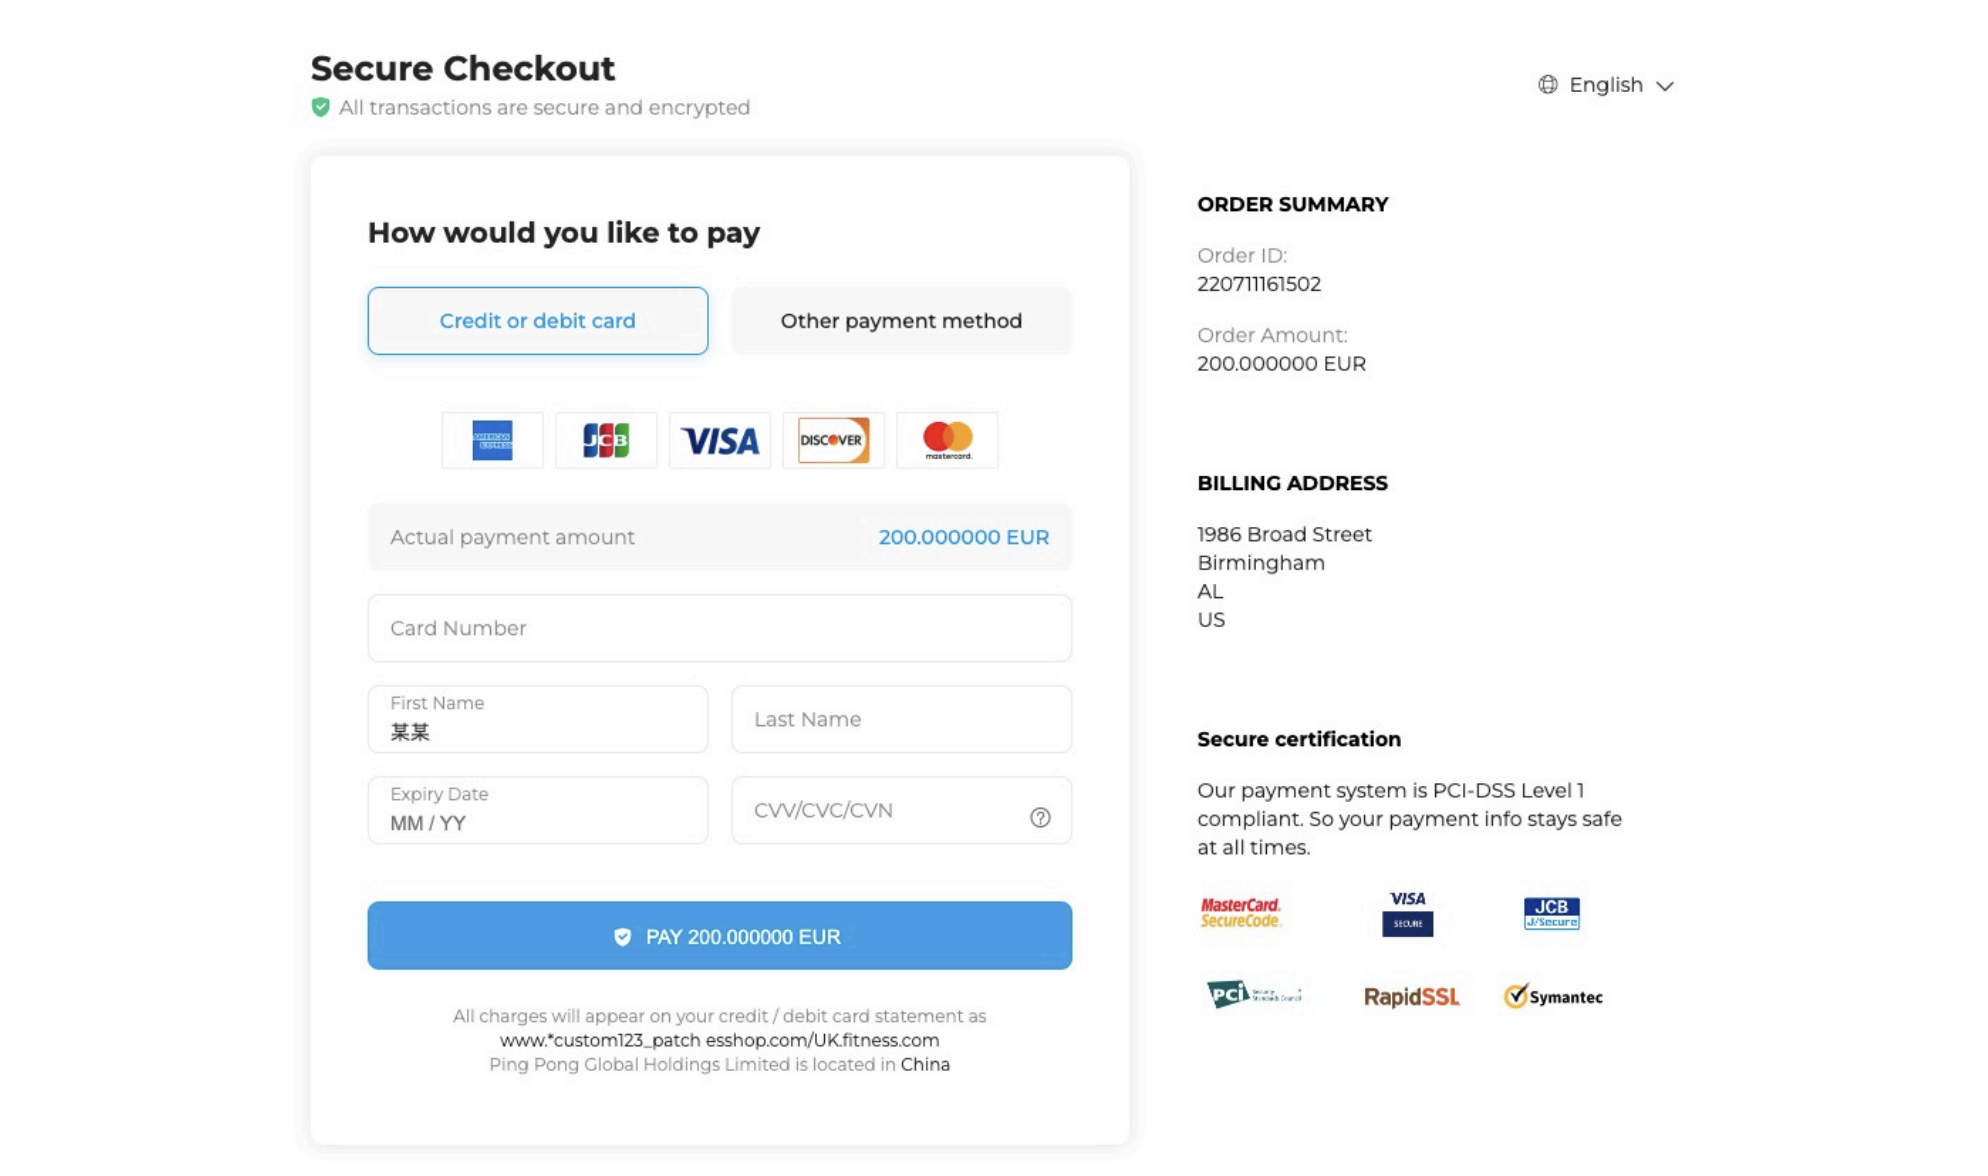 Secure Checkout
All transactions are secure and encrypted
English
How would you like to pay
Credit or debit card
Other payment method
AMERICAN
EXPRESS
JCB
VISA
DISCOVER
mastercard.
Actual payment amount
200.000000 EUR
Card Number
First Name
某某
Last Name
Expiry Date
MM / YY
CVV/CVC/CVN
PAY 200.000000 EUR
All charges will appear on your credit / debit card statement as
www.*custom123_patch esshop.com/UK.fitness.com
Ping Pong Global Holdings Limited is located in China
ORDER SUMMARY
Order ID:
220711161502
Order Amount:
200.000000 EUR
BILLING ADDRESS
1986 Broad Street
Birmingham
AL
US
Secure certification
Our payment system is PCI-DSS Level 1
compliant. So your payment info stays safe
at all times.
MasterCard.
SecureCode.
VISA
SECURE
JCB
J/Secure
PCI
Security
Standards Council
RapidSSL
Symantec